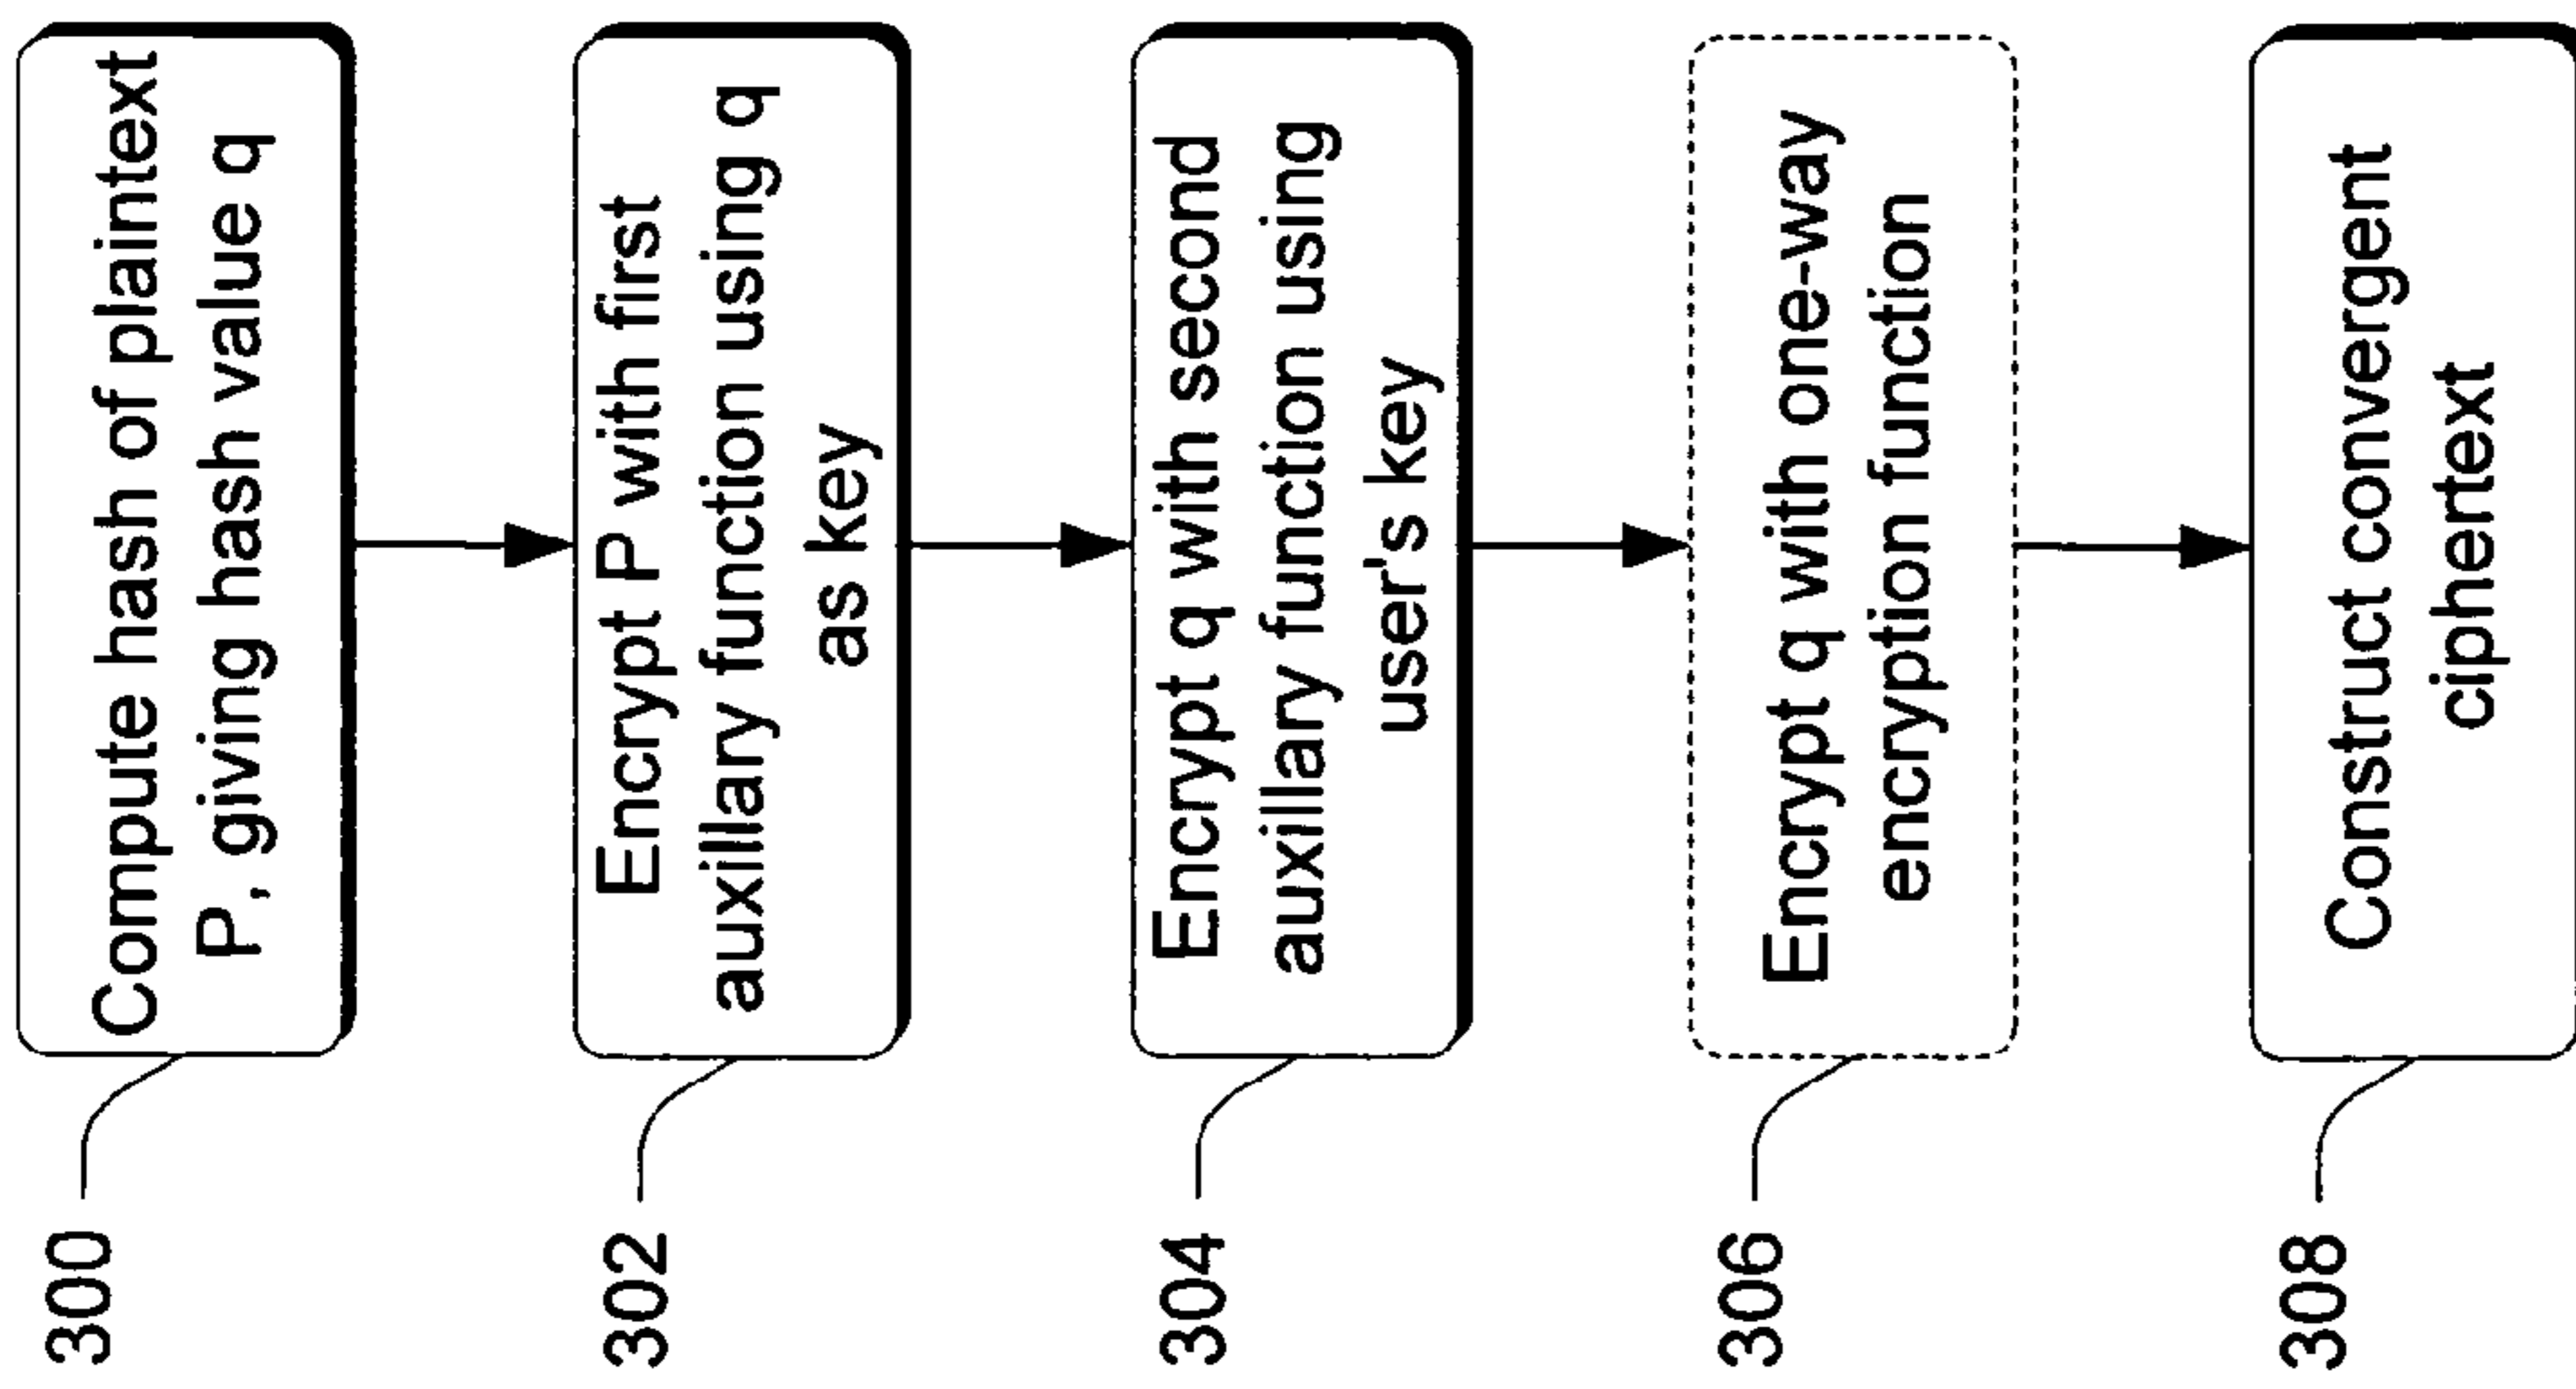 300
Compute hash of plaintext
P, giving hash value q
302
Encrypt P with first
auxillary function using q
as key
304
Encrypt q with second
auxillary function using
user's key
306
Encrypt q with one-way
encryption function
308
Construct convergent
ciphertext